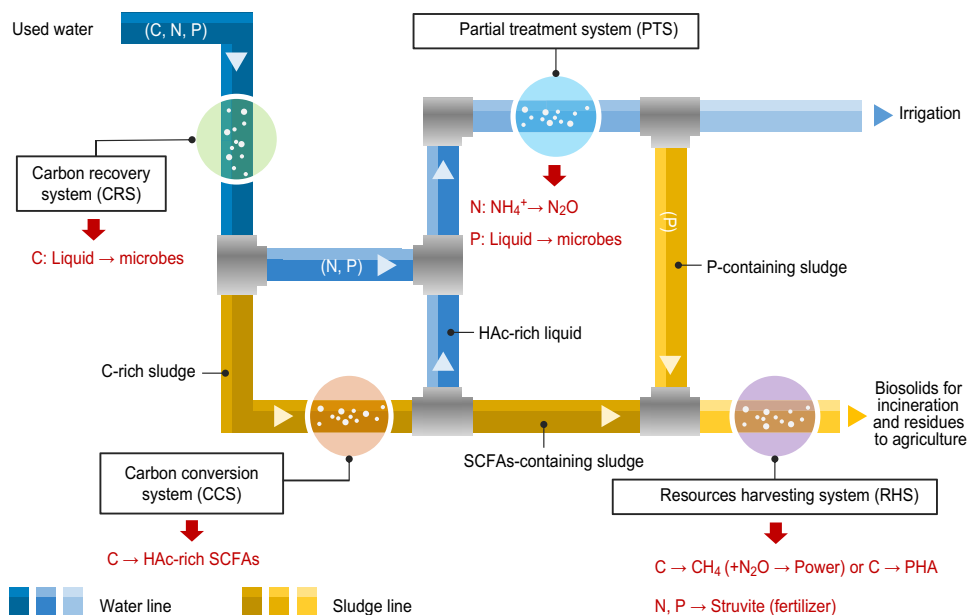 Used water
(C, N, P)
Partial treatment system (PTS)
Irrigation
Carbon recovery
system (CRS)
C: Liquid → microbes
N: NH₄⁺→ N₂O
P: Liquid → microbes
(P)
(N, P)
P-containing sludge
HAc-rich liquid
C-rich sludge
Biosolids for
incineration
and residues
to agriculture
SCFAs-containing sludge
Carbon conversion
system (CCS)
Resources harvesting system (RHS)
C → HAc-rich SCFAs
C → CH₄ (+N₂O → Power) or C → PHA
N, P → Struvite (fertilizer)
Water line
Sludge line